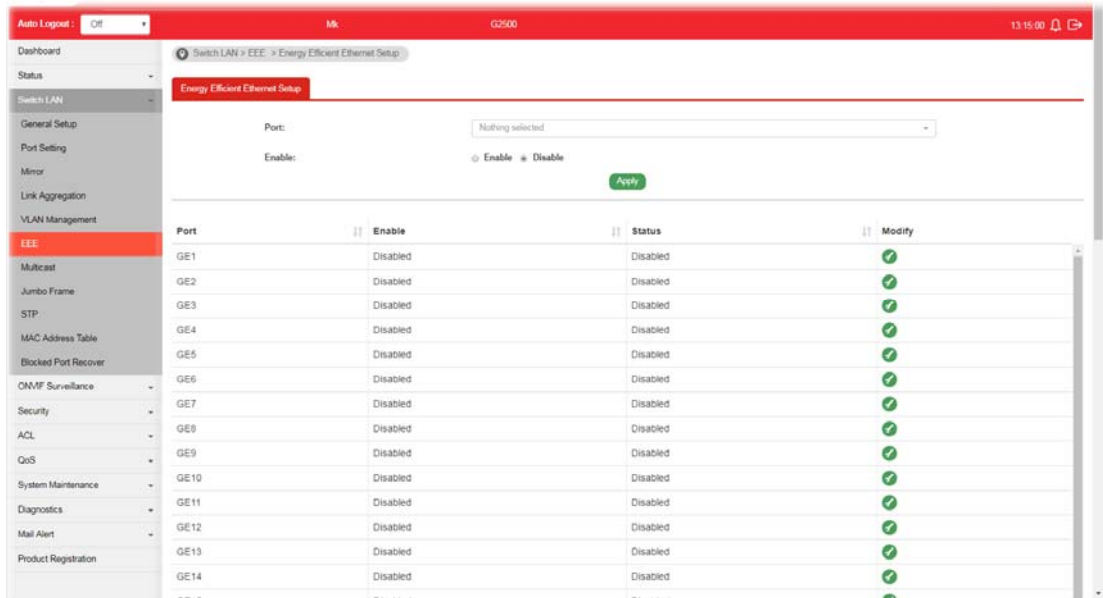 Auto Logout : Off Mk G2500 13:15:00
Dashboard
Status
Switch LAN
General Setup
Port Setting
Mirror
Link Aggregation
VLAN Management
EEE
Multicast
Jumbo Frame
STP
MAC Address Table
Blocked Port Recover
ONVIF Surveillance
Security
ACL
QoS
System Maintenance
Diagnostics
Mail Alert
Product Registration
Switch LAN > EEE > Energy Efficient Ethernet Setup
Energy Efficient Ethernet Setup
Port: Nothing selected
Enable: Enable Disable
Apply
Port Enable Status Modify
GE1 Disabled Disabled
GE2 Disabled Disabled
GE3 Disabled Disabled
GE4 Disabled Disabled
GE5 Disabled Disabled
GE6 Disabled Disabled
GE7 Disabled Disabled
GE8 Disabled Disabled
GE9 Disabled Disabled
GE10 Disabled Disabled
GE11 Disabled Disabled
GE12 Disabled Disabled
GE13 Disabled Disabled
GE14 Disabled Disabled